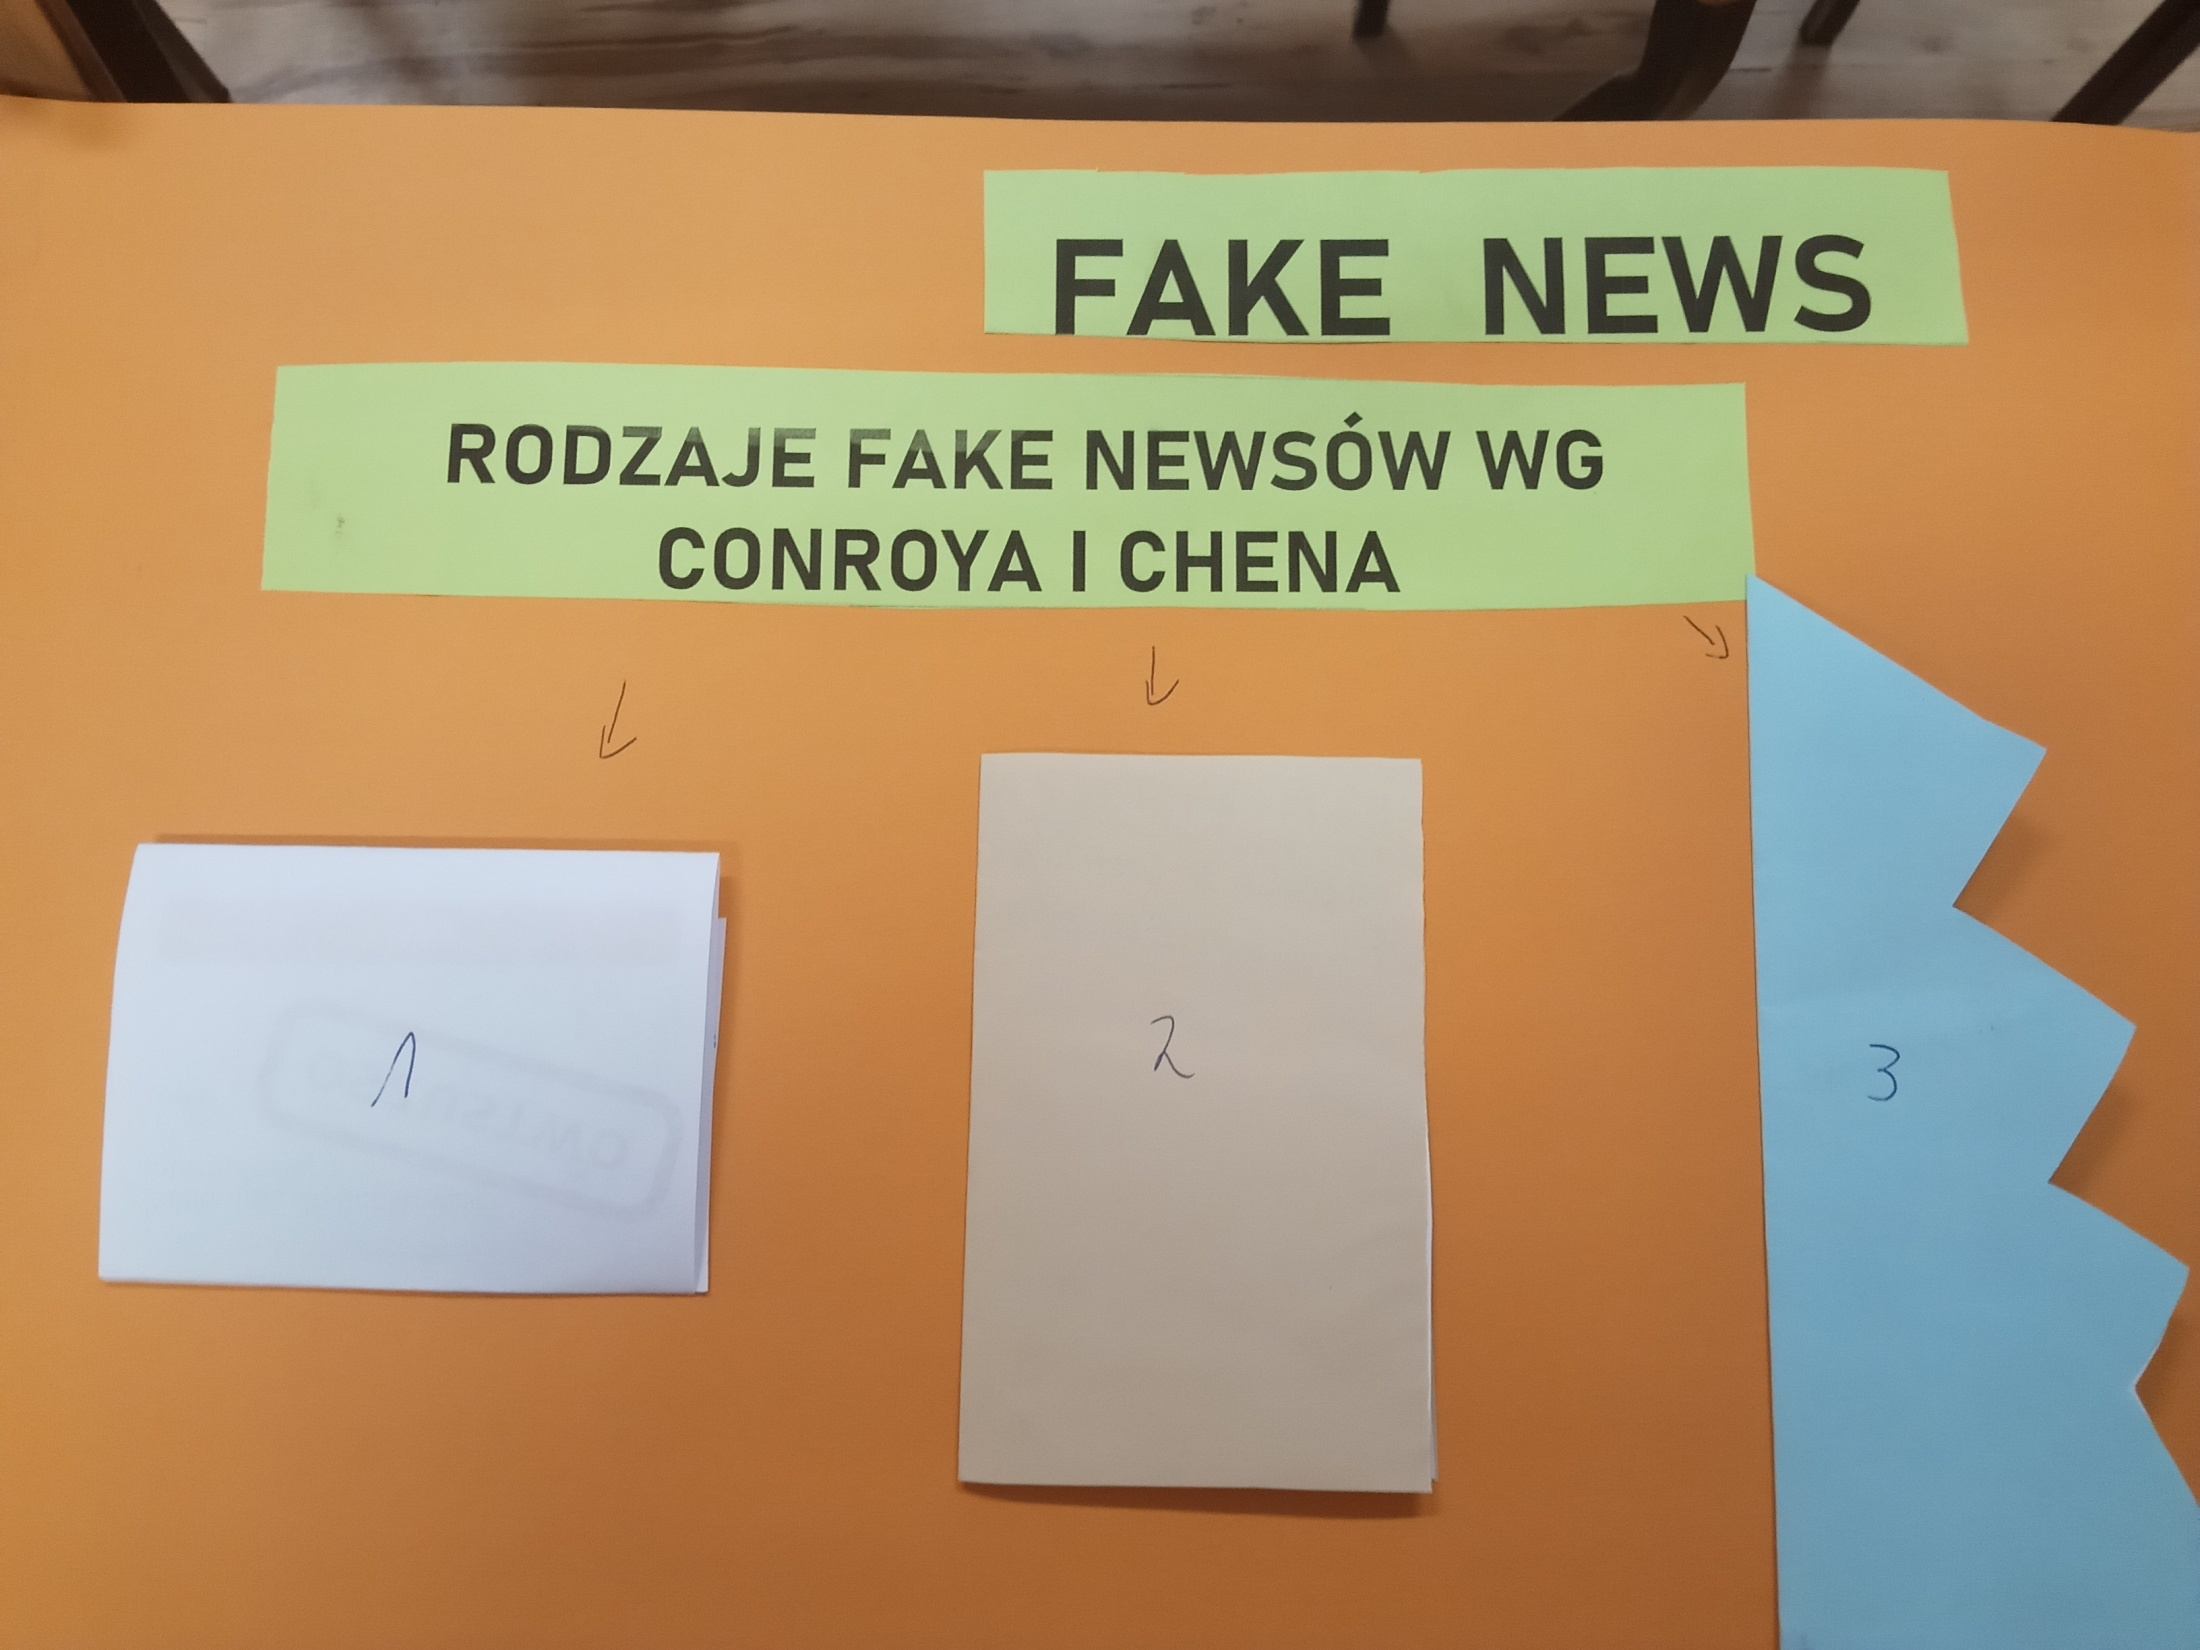 FAKE NEWS
RODZAJE FAKE NEWSÓW WG
CONROYA I CHENA
1
2
3